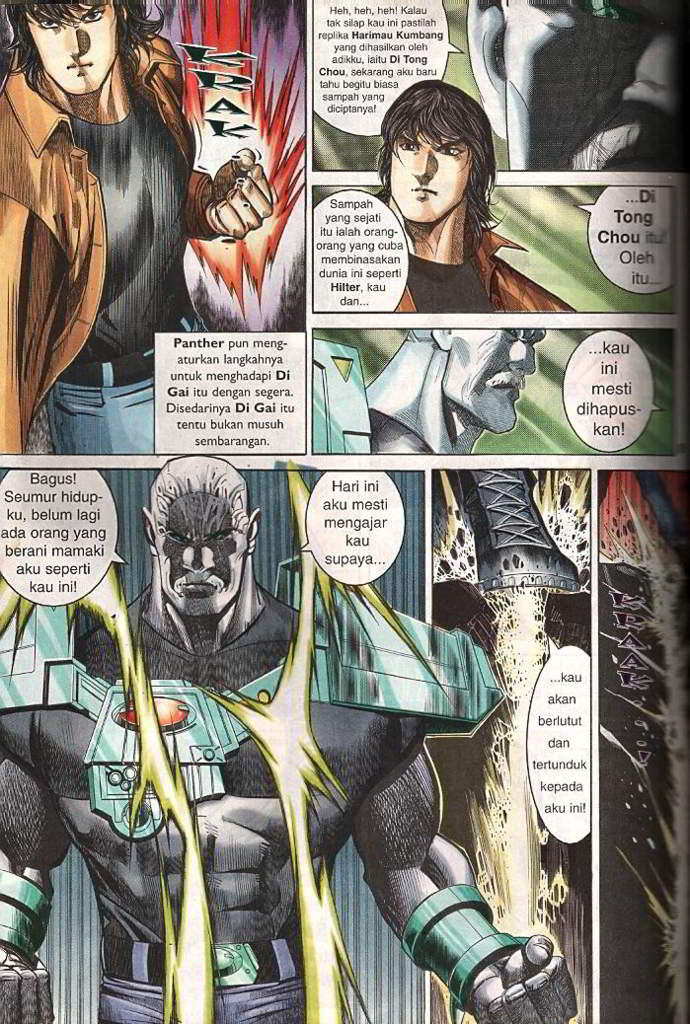 KRAK
Heh, heh, heh! Kalau
tak silap kau ini pastilah
replika Harimau Kumbang
yang dihasilkan oleh
adikku, iaitu Di Tong
Chou, sekarang aku baru
tahu begitu biasa
sampah yang
diciptanya!
Sampah
yang sejati
itu ialah orang-
orang yang cuba
membinasakan
dunia ini seperti
Hilter, kau
dan...
...Di
Tong
Chou itu!
Oleh
itu...
Panther pun meng-
aturkan langkahnya
untuk menghadapi Di
Gai itu dengan segera.
Disedarinya Di Gai itu
tentu bukan musuh
sembarangan.
...kau
ini
mesti
dihapus-
kan!
Bagus!
Seumur hidup-
ku, belum lagi
ada orang yang
berani mamaki
aku seperti
kau ini!
Hari ini
aku mesti
mengajar
kau
supaya...
...kau
akan
berlutut
dan
tertunduk
kepada
aku ini!